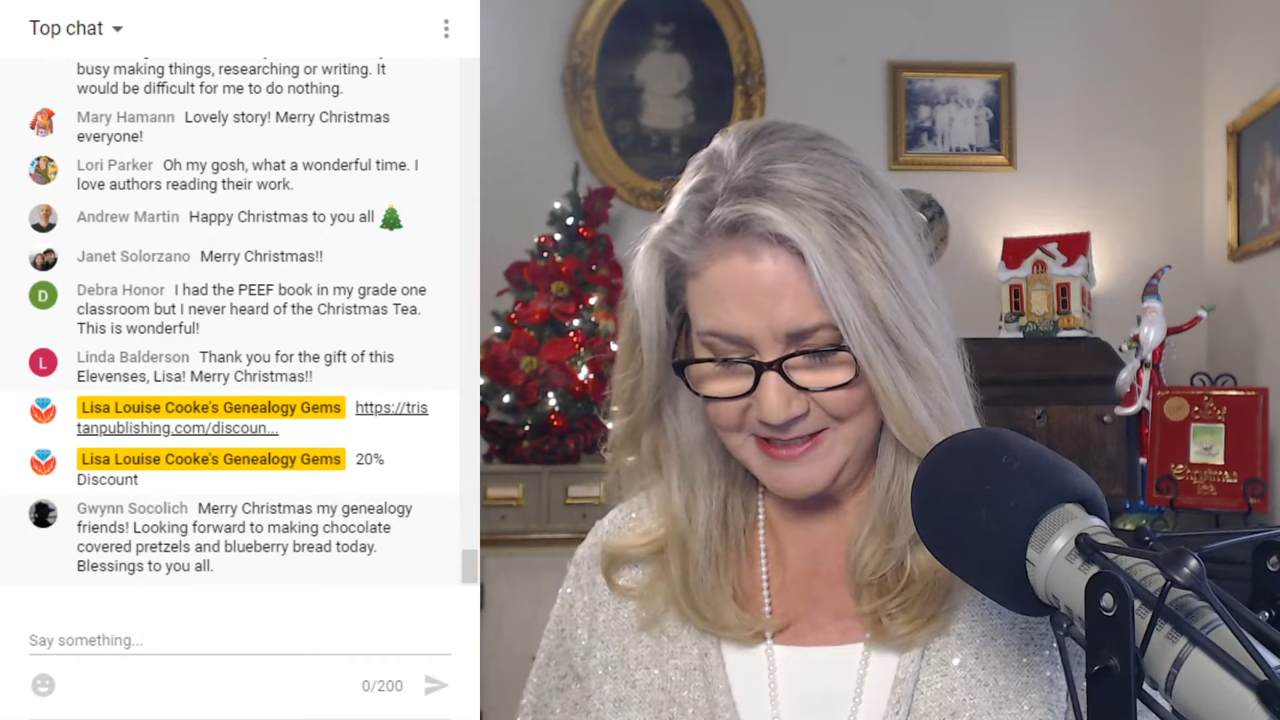 Top chat
busy making things, researching or writing. It
would be difficult for me to do nothing.
Mary Hamann Lovely story! Merry Christmas
everyone!
Lori Parker Oh my gosh, what a wonderful time. I
love authors reading their work.
Andrew Martin Happy Christmas to you all
Janet Solorzano Merry Christmas!!
D
Debra Honor I had the PEEF book in my grade one
classroom but I never heard of the Christmas Tea.
This is wonderful!
L
Linda Balderson Thank you for the gift of this
Elevenses, Lisa! Merry Christmas!!
Lisa Louise Cooke's Genealogy Gems https://tris
tanpublishing.com/discoun...
Lisa Louise Cooke's Genealogy Gems 20%
Discount
Gwynn Socolich Merry Christmas my genealogy
friends! Looking forward to making chocolate
covered pretzels and blueberry bread today.
Blessings to you all.
Say something...
0/200
Christmas
Tea